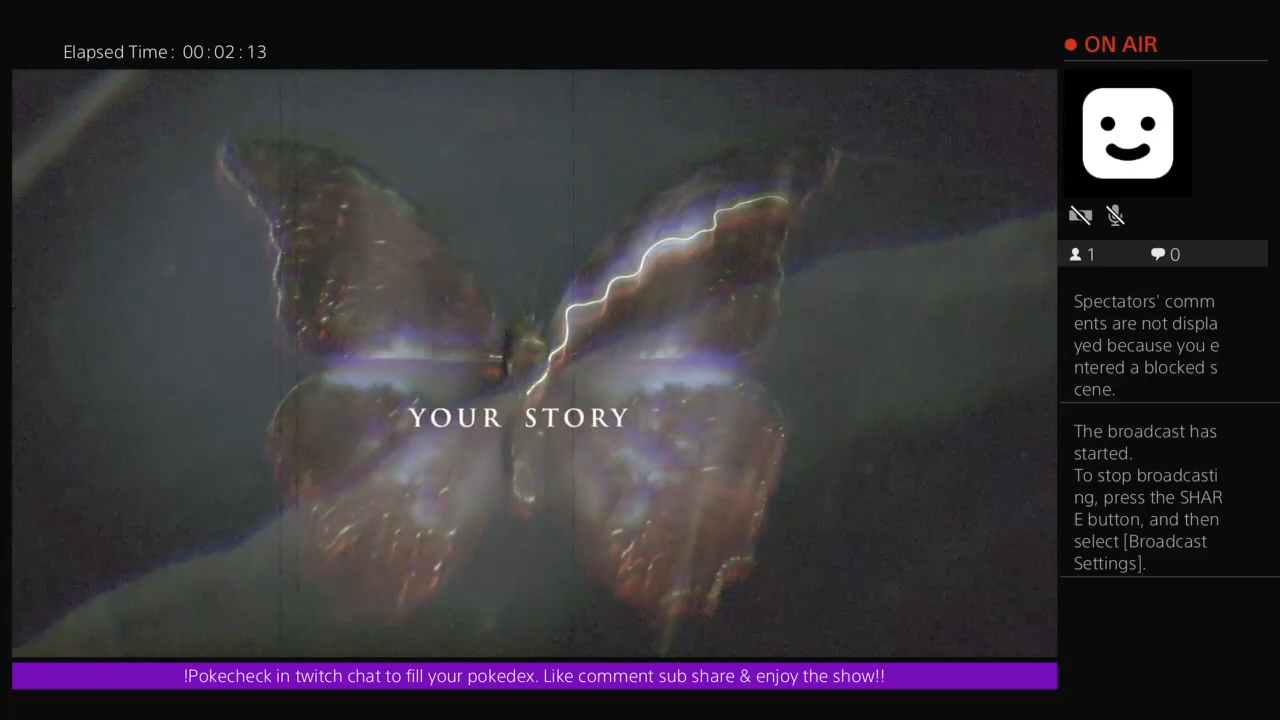 Elapsed Time: 00:02:13
ON AIR
1
0
Spectators' comm
ents are not displa
yed because you e
ntered a blocked s
cene.
The broadcast has
started.
To stop broadcasti
ng, press the SHAR
E button, and then
select [Broadcast
Settings].
YOUR STORY
!Pokecheck in twitch chat to fill your pokedex. Like comment sub share & enjoy the show!!